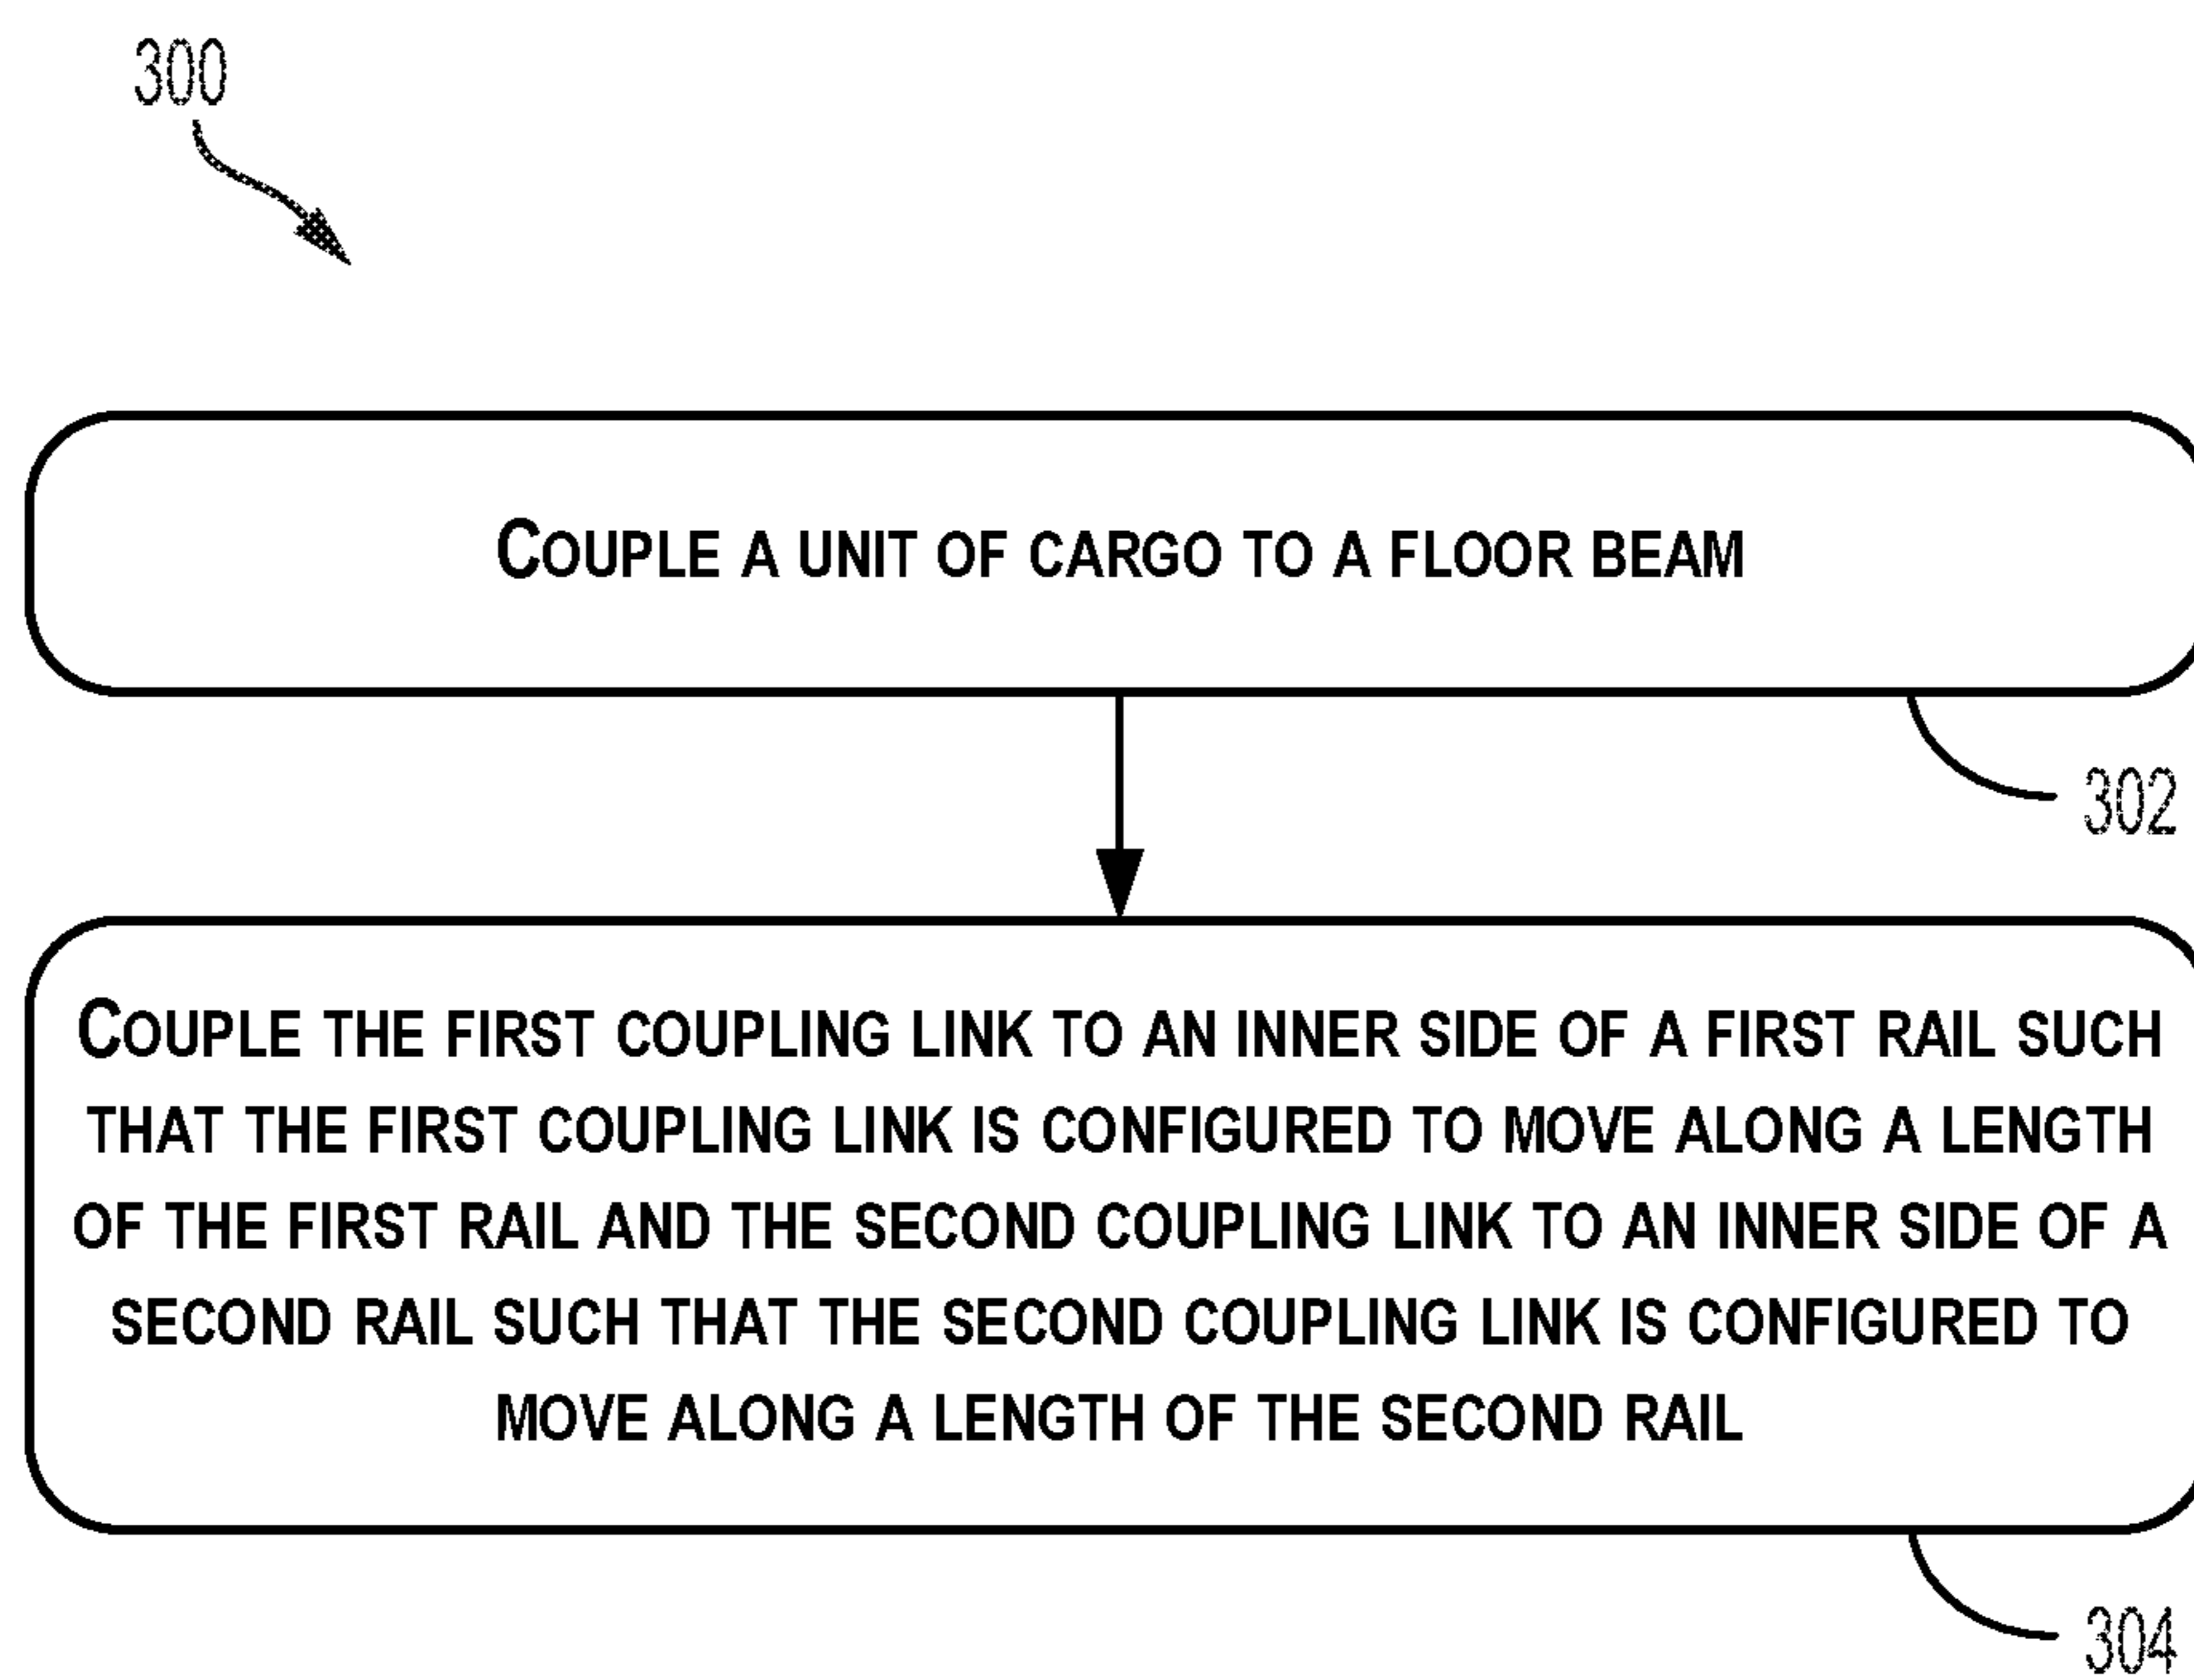 300
COUPLE A UNIT OF CARGO TO A FLOOR BEAM
302
COUPLE THE FIRST COUPLING LINK TO AN INNER SIDE OF A FIRST RAIL SUCH
THAT THE FIRST COUPLING LINK IS CONFIGURED TO MOVE ALONG A LENGTH
OF THE FIRST RAIL AND THE SECOND COUPLING LINK TO AN INNER SIDE OF A
SECOND RAIL SUCH THAT THE SECOND COUPLING LINK IS CONFIGURED TO
MOVE ALONG A LENGTH OF THE SECOND RAIL
304